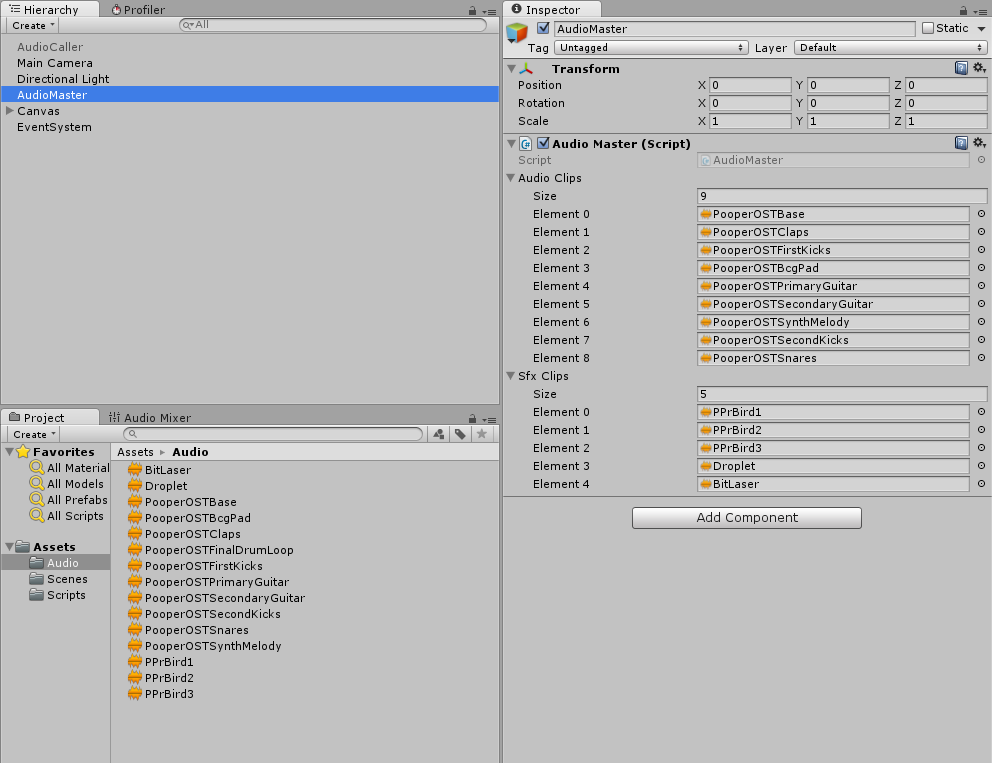 Hierarchy Profiler
Create All
AudioCaller
Main Camera
Directional Light
AudioMaster
Canvas
EventSystem
Project Audio Mixer
Create
Favorites
All Material
All Models
All Prefabs
All Scripts
Assets
Audio
Scenes
Scripts
Assets Audio
BitLaser
Droplet
PooperOSTBase
PooperOSTBcgPad
PooperOSTClaps
PooperOSTFinalDrumLoop
PooperOSTFirstKicks
PooperOSTPrimaryGuitar
PooperOSTSecondaryGuitar
PooperOSTSecondKicks
PooperOSTSnares
PooperOSTSynthMelody
PPrBird1
PPrBird2
PPrBird3
Inspector
AudioMaster Static
Tag Untagged Layer Default
Transform
Position X 0 Y 0 Z 0
Rotation X 0 Y 0 Z 0
Scale X 1 Y 1 Z 1
Audio Master (Script)
Script AudioMaster
Audio Clips
Size 9
Element 0 PooperOSTBase
Element 1 PooperOSTClaps
Element 2 PooperOSTFirstKicks
Element 3 PooperOSTBcgPad
Element 4 PooperOSTPrimaryGuitar
Element 5 PooperOSTSecondaryGuitar
Element 6 PooperOSTSynthMelody
Element 7 PooperOSTSecondKicks
Element 8 PooperOSTSnares
Sfx Clips
Size 5
Element 0 PPrBird1
Element 1 PPrBird2
Element 2 PPrBird3
Element 3 Droplet
Element 4 BitLaser
Add Component